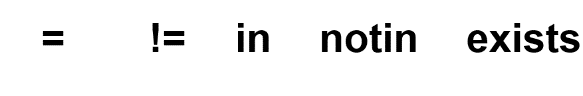 = != in notin exists